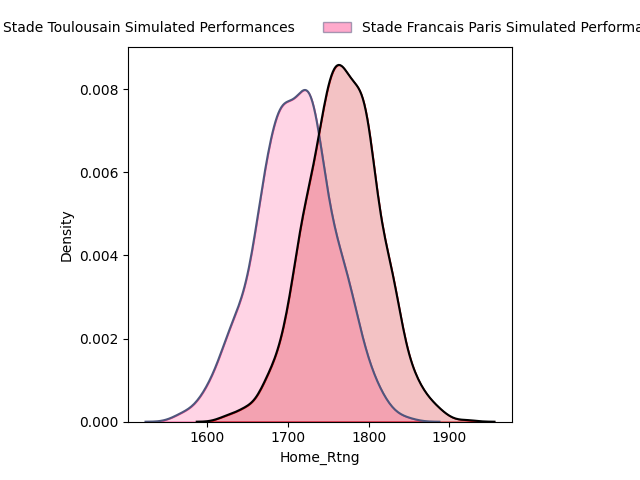 Stade Toulousain Simulated Performances Stade Francais Paris Simulated Performa
0.008
0.006
0.004
0.002
0.000
Density
1600 1700 1800 1900
Home_Rtng